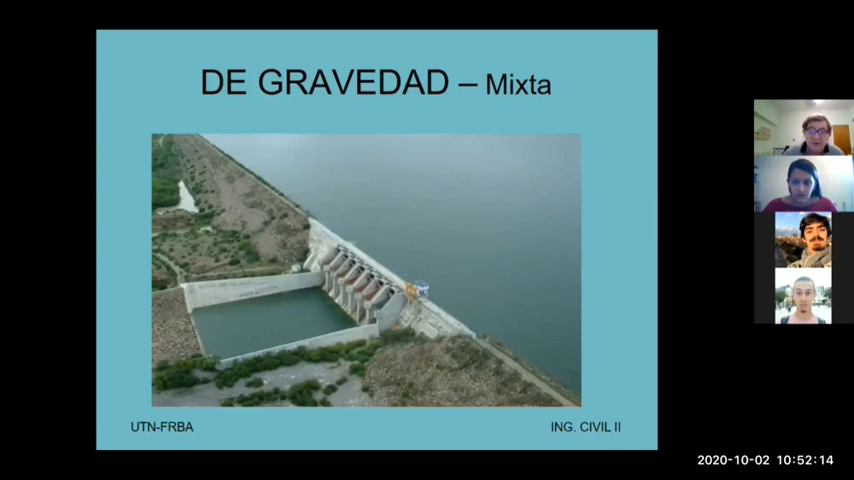 DE GRAVEDAD – Mixta
UTN-FRBA
ING. CIVIL II
2020-10-02 10:52:14